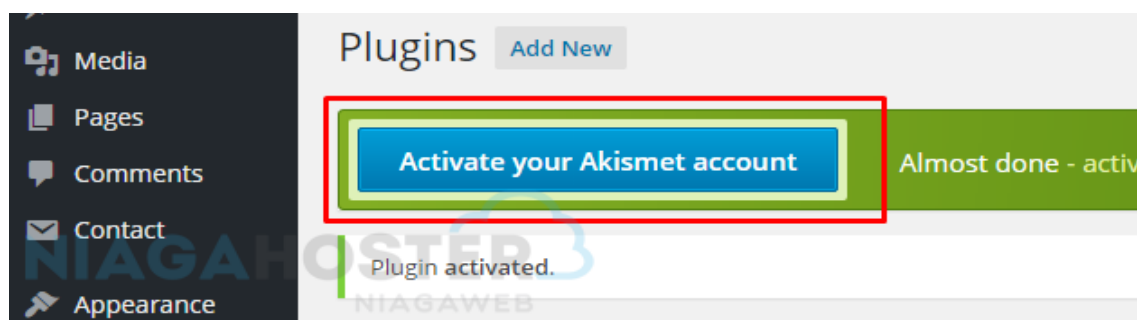 Media
Pages
Comments
Contact
Appearance
Plugins Add New
Activate your Akismet account
Almost done - activ
Plugin activated.
NIAGAHOSTER
NIAGAWEB